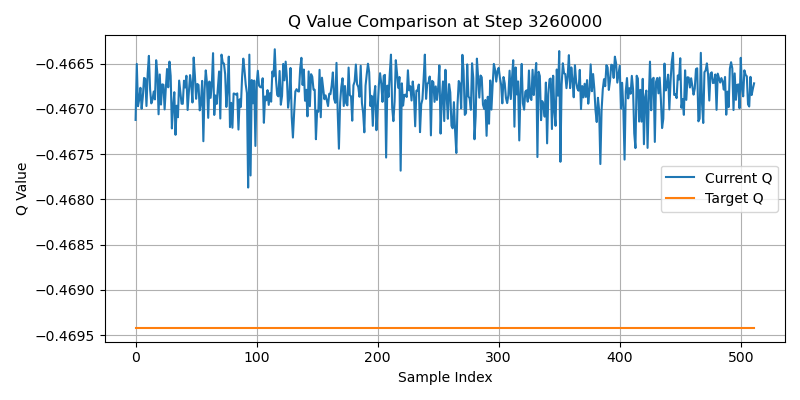 Q Value Comparison at Step 3260000
Q Value
−0.4665
−0.4670
−0.4675
−0.4680
−0.4685
−0.4690
−0.4695
Current Q
Target Q
0 100 200 300 400 500
Sample Index